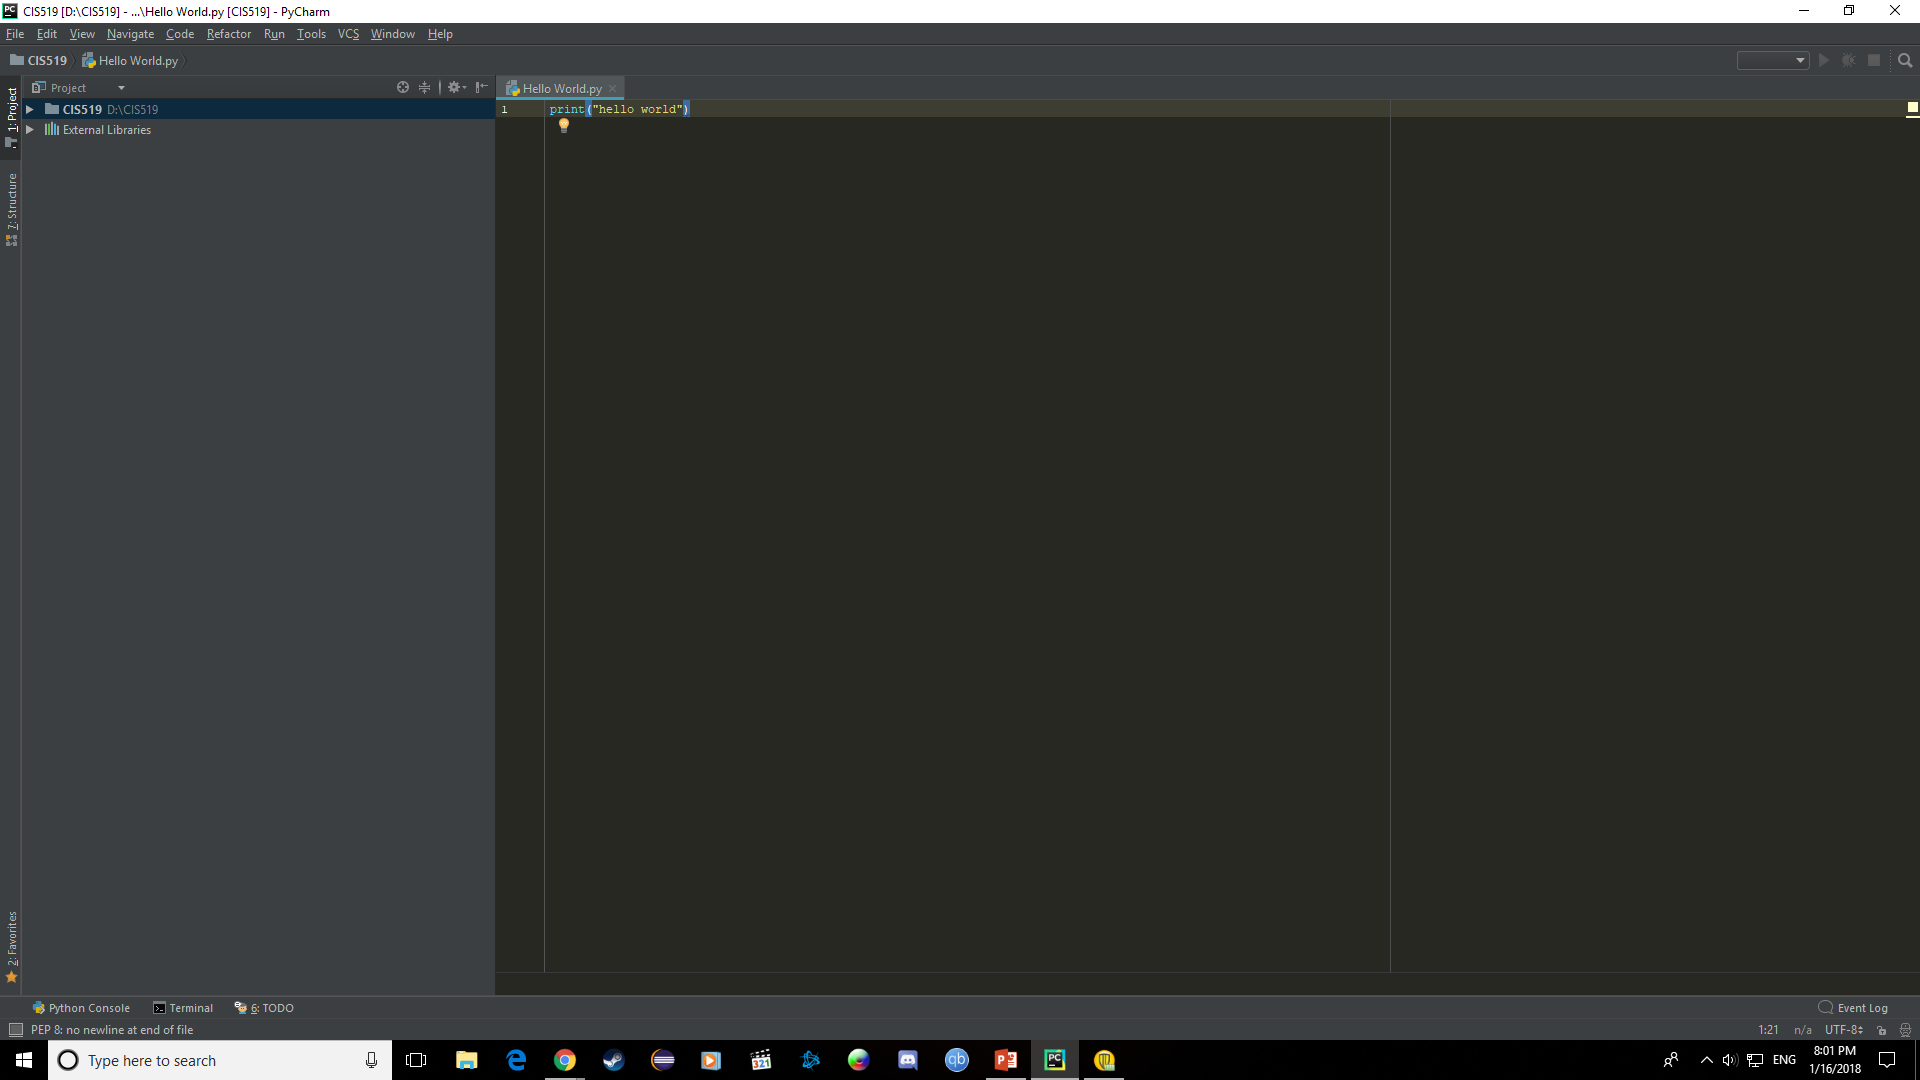 CIS519 [D:\CIS519] - ...\Hello World.py [CIS519] - PyCharm
File Edit View Navigate Code Refactor Run Tools VCS Window Help
CIS519 Hello World.py
Project
Hello World.py
1: Project
CIS519 D:\CIS519
External Libraries
1 print("hello world")
7: Structure
2: Favorites
Python Console Terminal 6: TODO Event Log
PEP 8: no newline at end of file 1:21 n/a UTF-8
Type here to search
321
qb
PC
ENG
8:01 PM
1/16/2018